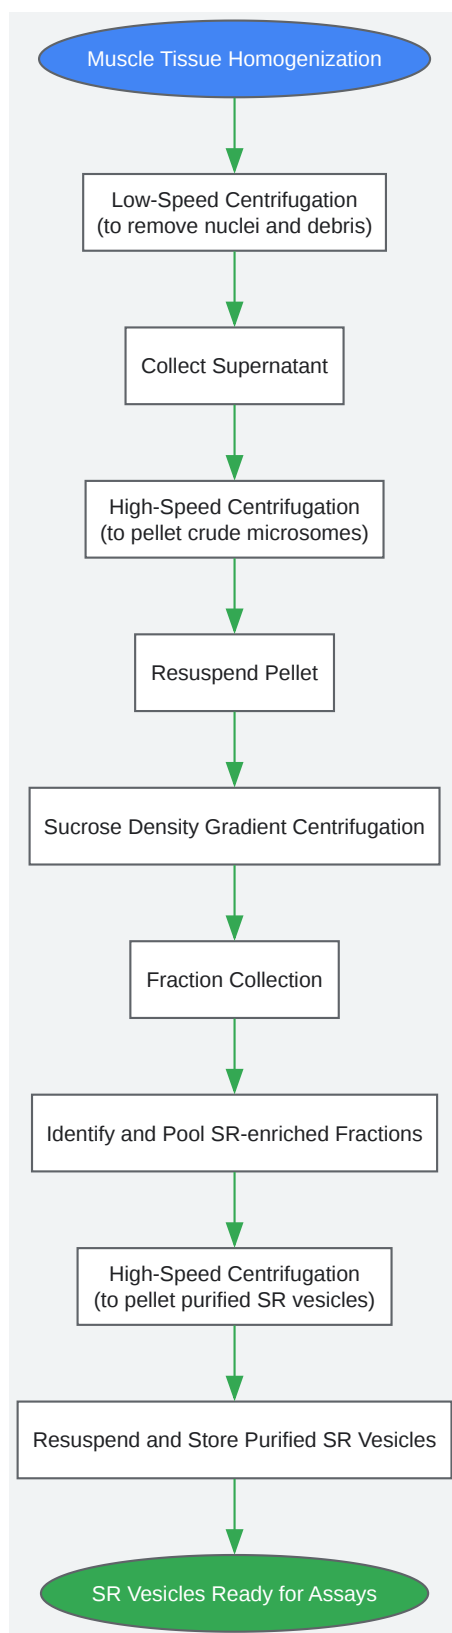 Muscle Tissue Homogenization
Low-Speed Centrifugation
(to remove nuclei and debris)
Collect Supernatant
High-Speed Centrifugation
(to pellet crude microsomes)
Resuspend Pellet
Sucrose Density Gradient Centrifugation
Fraction Collection
Identify and Pool SR-enriched Fractions
High-Speed Centrifugation
(to pellet purified SR vesicles)
Resuspend and Store Purified SR Vesicles
SR Vesicles Ready for Assays